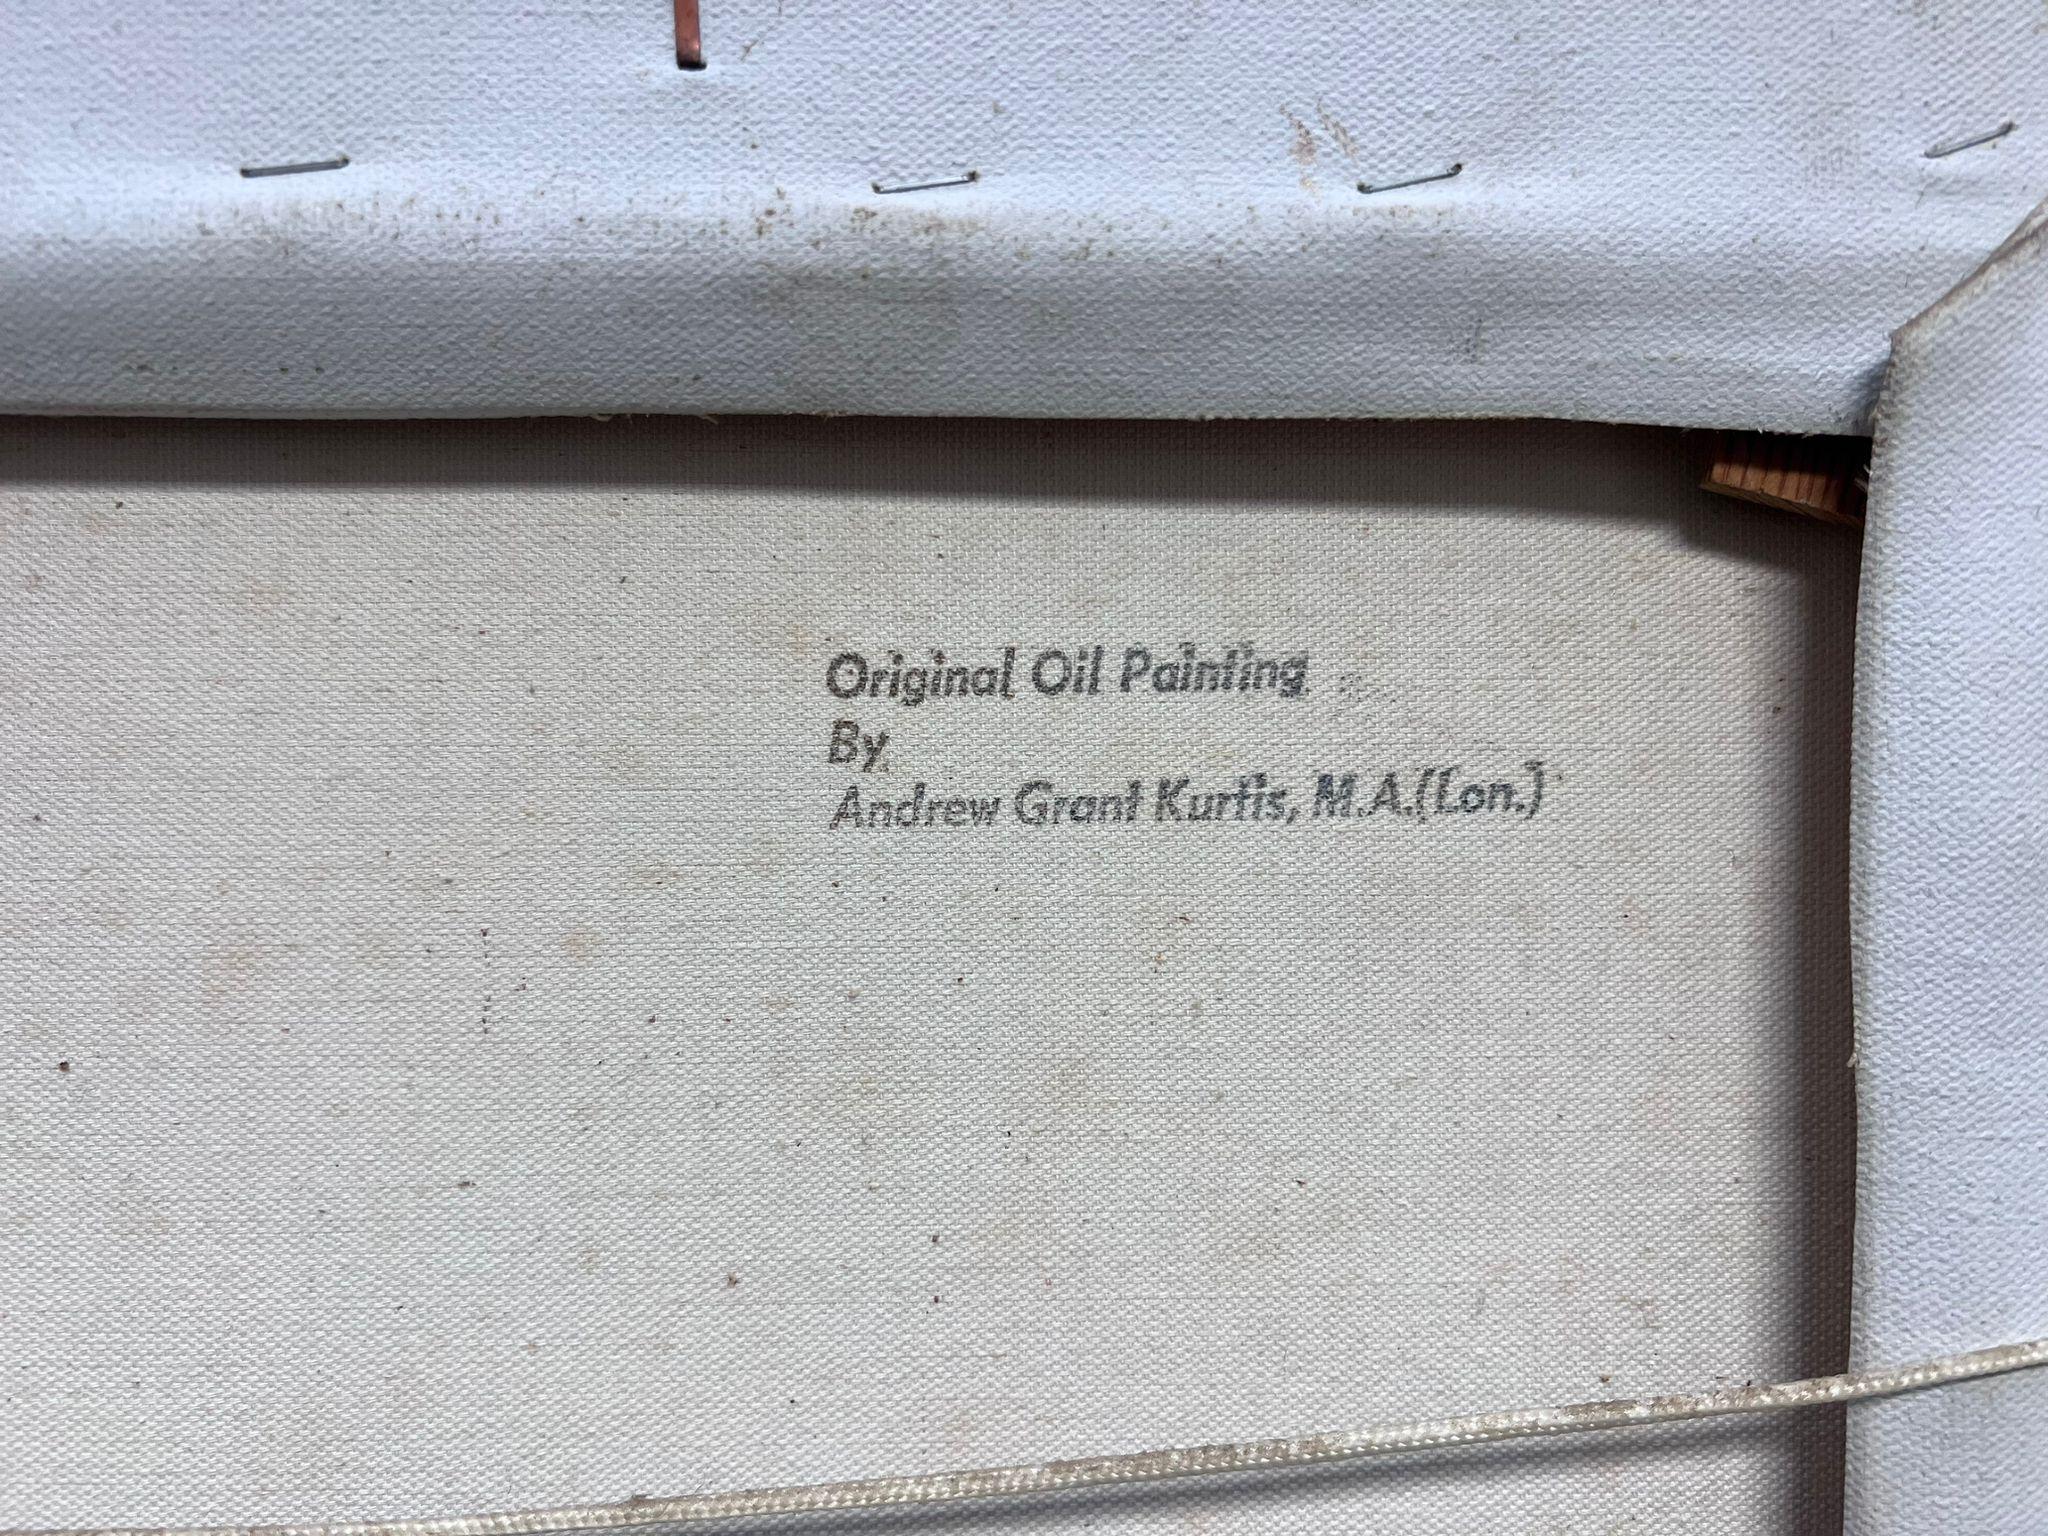 Original Oil Painting
By
Andrew Grant Kurtis, M.A.(Lon.)